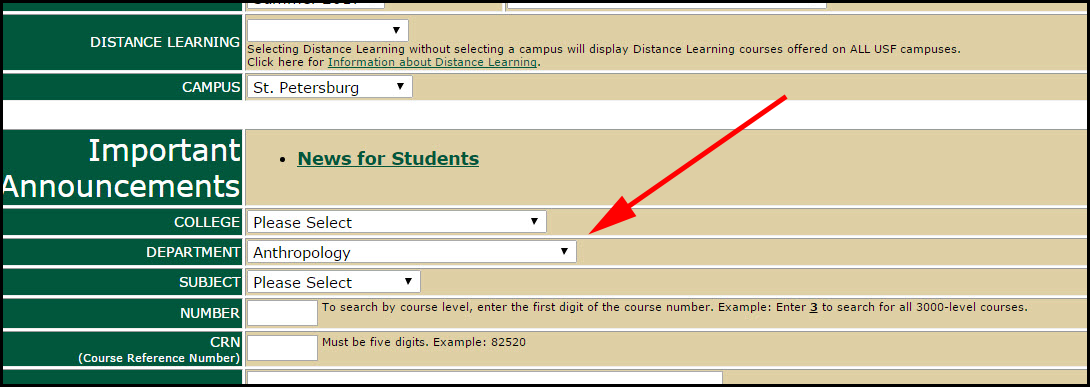 DISTANCE LEARNING
Selecting Distance Learning without selecting a campus will display Distance Learning courses offered on ALL USF campuses.
Click here for Information about Distance Learning.
CAMPUS St. Petersburg
Important
Announcements
• News for Students
COLLEGE Please Select
DEPARTMENT Anthropology
SUBJECT Please Select
NUMBER To search by course level, enter the first digit of the course number. Example: Enter 3 to search for all 3000-level courses.
CRN
(Course Reference Number) Must be five digits. Example: 82520